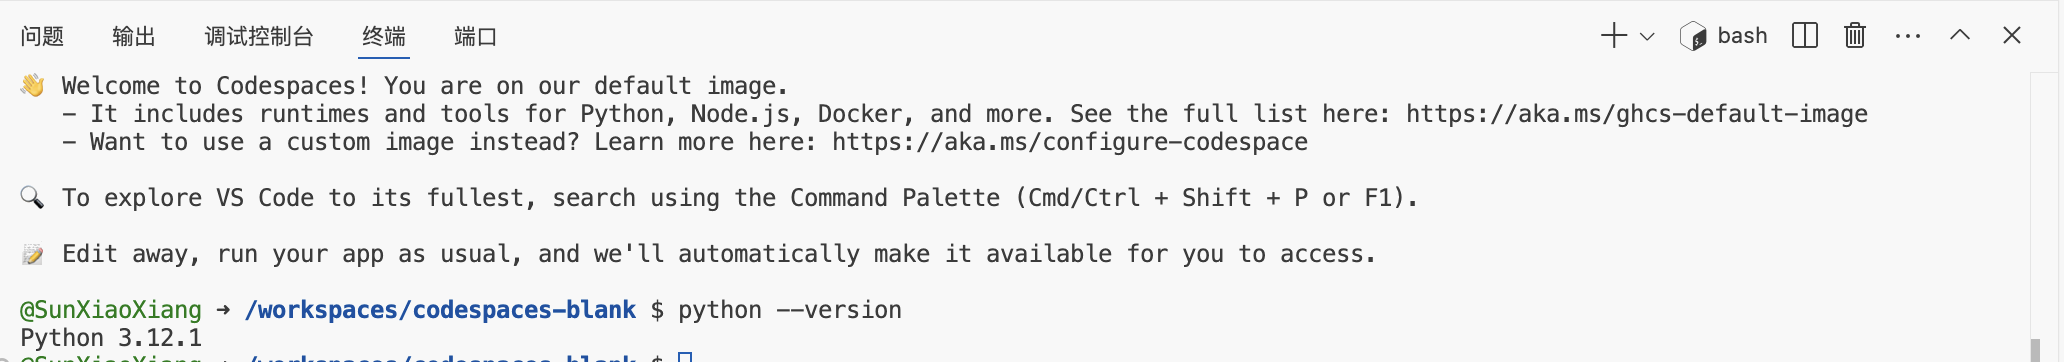 问题 输出 调试控制台 终端 端口 bash
👋 Welcome to Codespaces! You are on our default image.
- It includes runtimes and tools for Python, Node.js, Docker, and more. See the full list here: https://aka.ms/ghcs-default-image
- Want to use a custom image instead? Learn more here: https://aka.ms/configure-codespace
🔍 To explore VS Code to its fullest, search using the Command Palette (Cmd/Ctrl + Shift + P or F1).
📝 Edit away, run your app as usual, and we'll automatically make it available for you to access.
@SunXiaoXiang ➜ /workspaces/codespaces-blank $ python --version
Python 3.12.1
@SunXiaoXiang ➜ /workspaces/codespaces-blank $